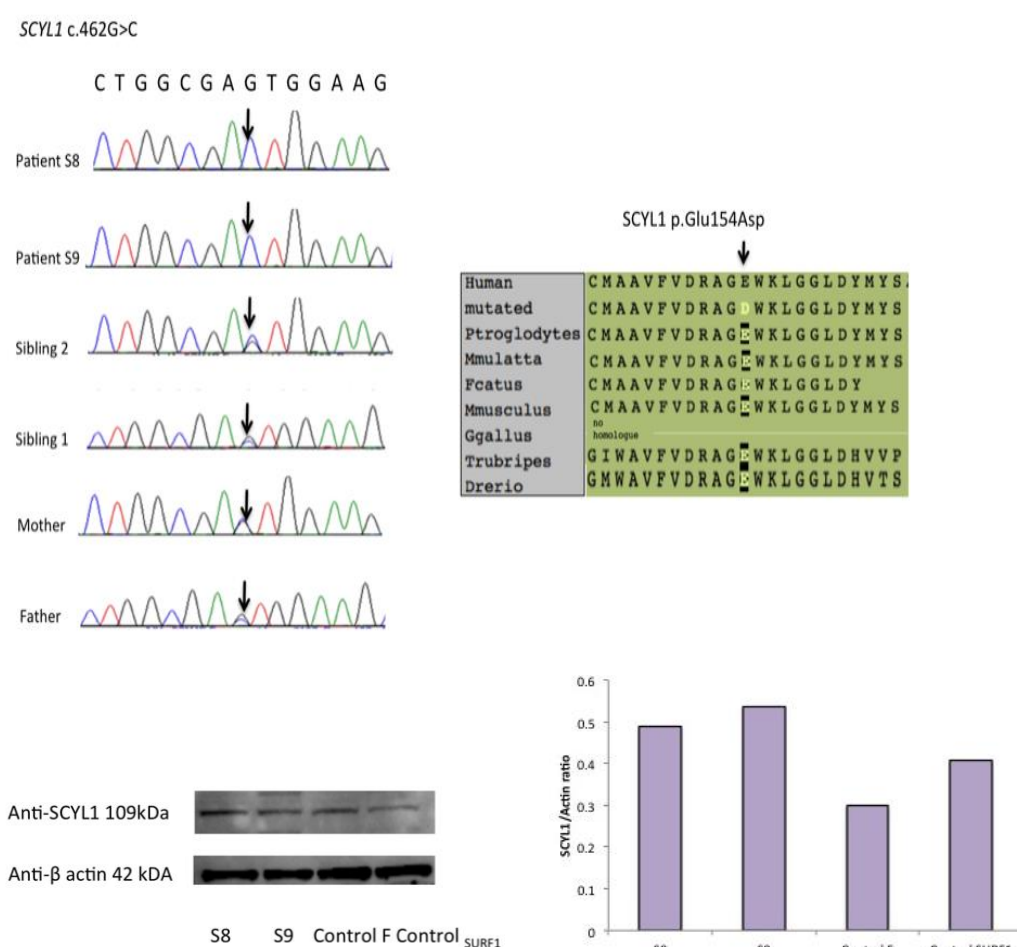 SCYL1 c.462G>C
C T G G C G A G T G G A A G
Patient S8
Patient S9
Sibling 2
Sibling 1
Mother
Father
SCYL1 p.Glu154Asp
Human CMAAVFVDRAGEWKLGGLDYMYS.
mutated CMAAVFVDRAGDWKLGGLDYMYS
Ptroglodytes CMAAVFVDRAGEWKLGGLDYMYS
Mmulatta CMAAVFVDRAGEWKLGGLDYMYS
Fcatus CMAAVFVDRAGEWKLGGLDY
Mmusculus CMAAVFVDRAGEWKLGGLDYMYS
Ggallus no homologue
Trubripes GIWAVFVDRAGEWKLGGLDHVVP
Drerio GMWAVFVDRAGEWKLGGLDHVTS
Anti-SCYL1 109kDa
Anti-β actin 42 kDA
S8 S9 Control F Control SURF1
SCYL1/Actin ratio
0.6
0.5
0.4
0.3
0.2
0.1
0